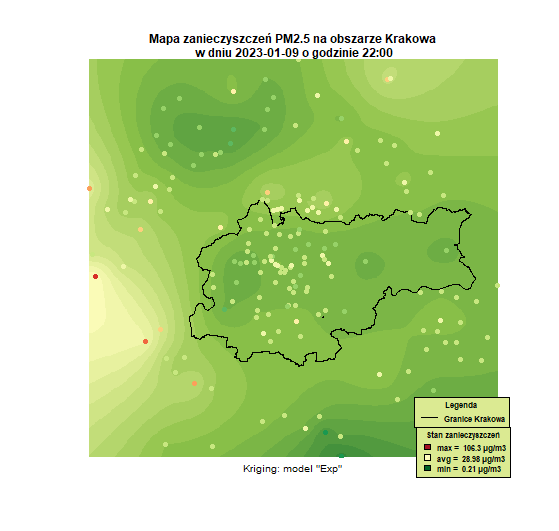 Mapa zanieczyszczeń PM2.5 na obszarze Krakowa
w dniu 2023-01-09 o godzinie 22:00
Legenda
Granice Krakowa
Stan zanieczyszczeń
max = 106.3 µg/m3
avg = 28.98 µg/m3
min = 0.21 µg/m3
Kriging: model "Exp"